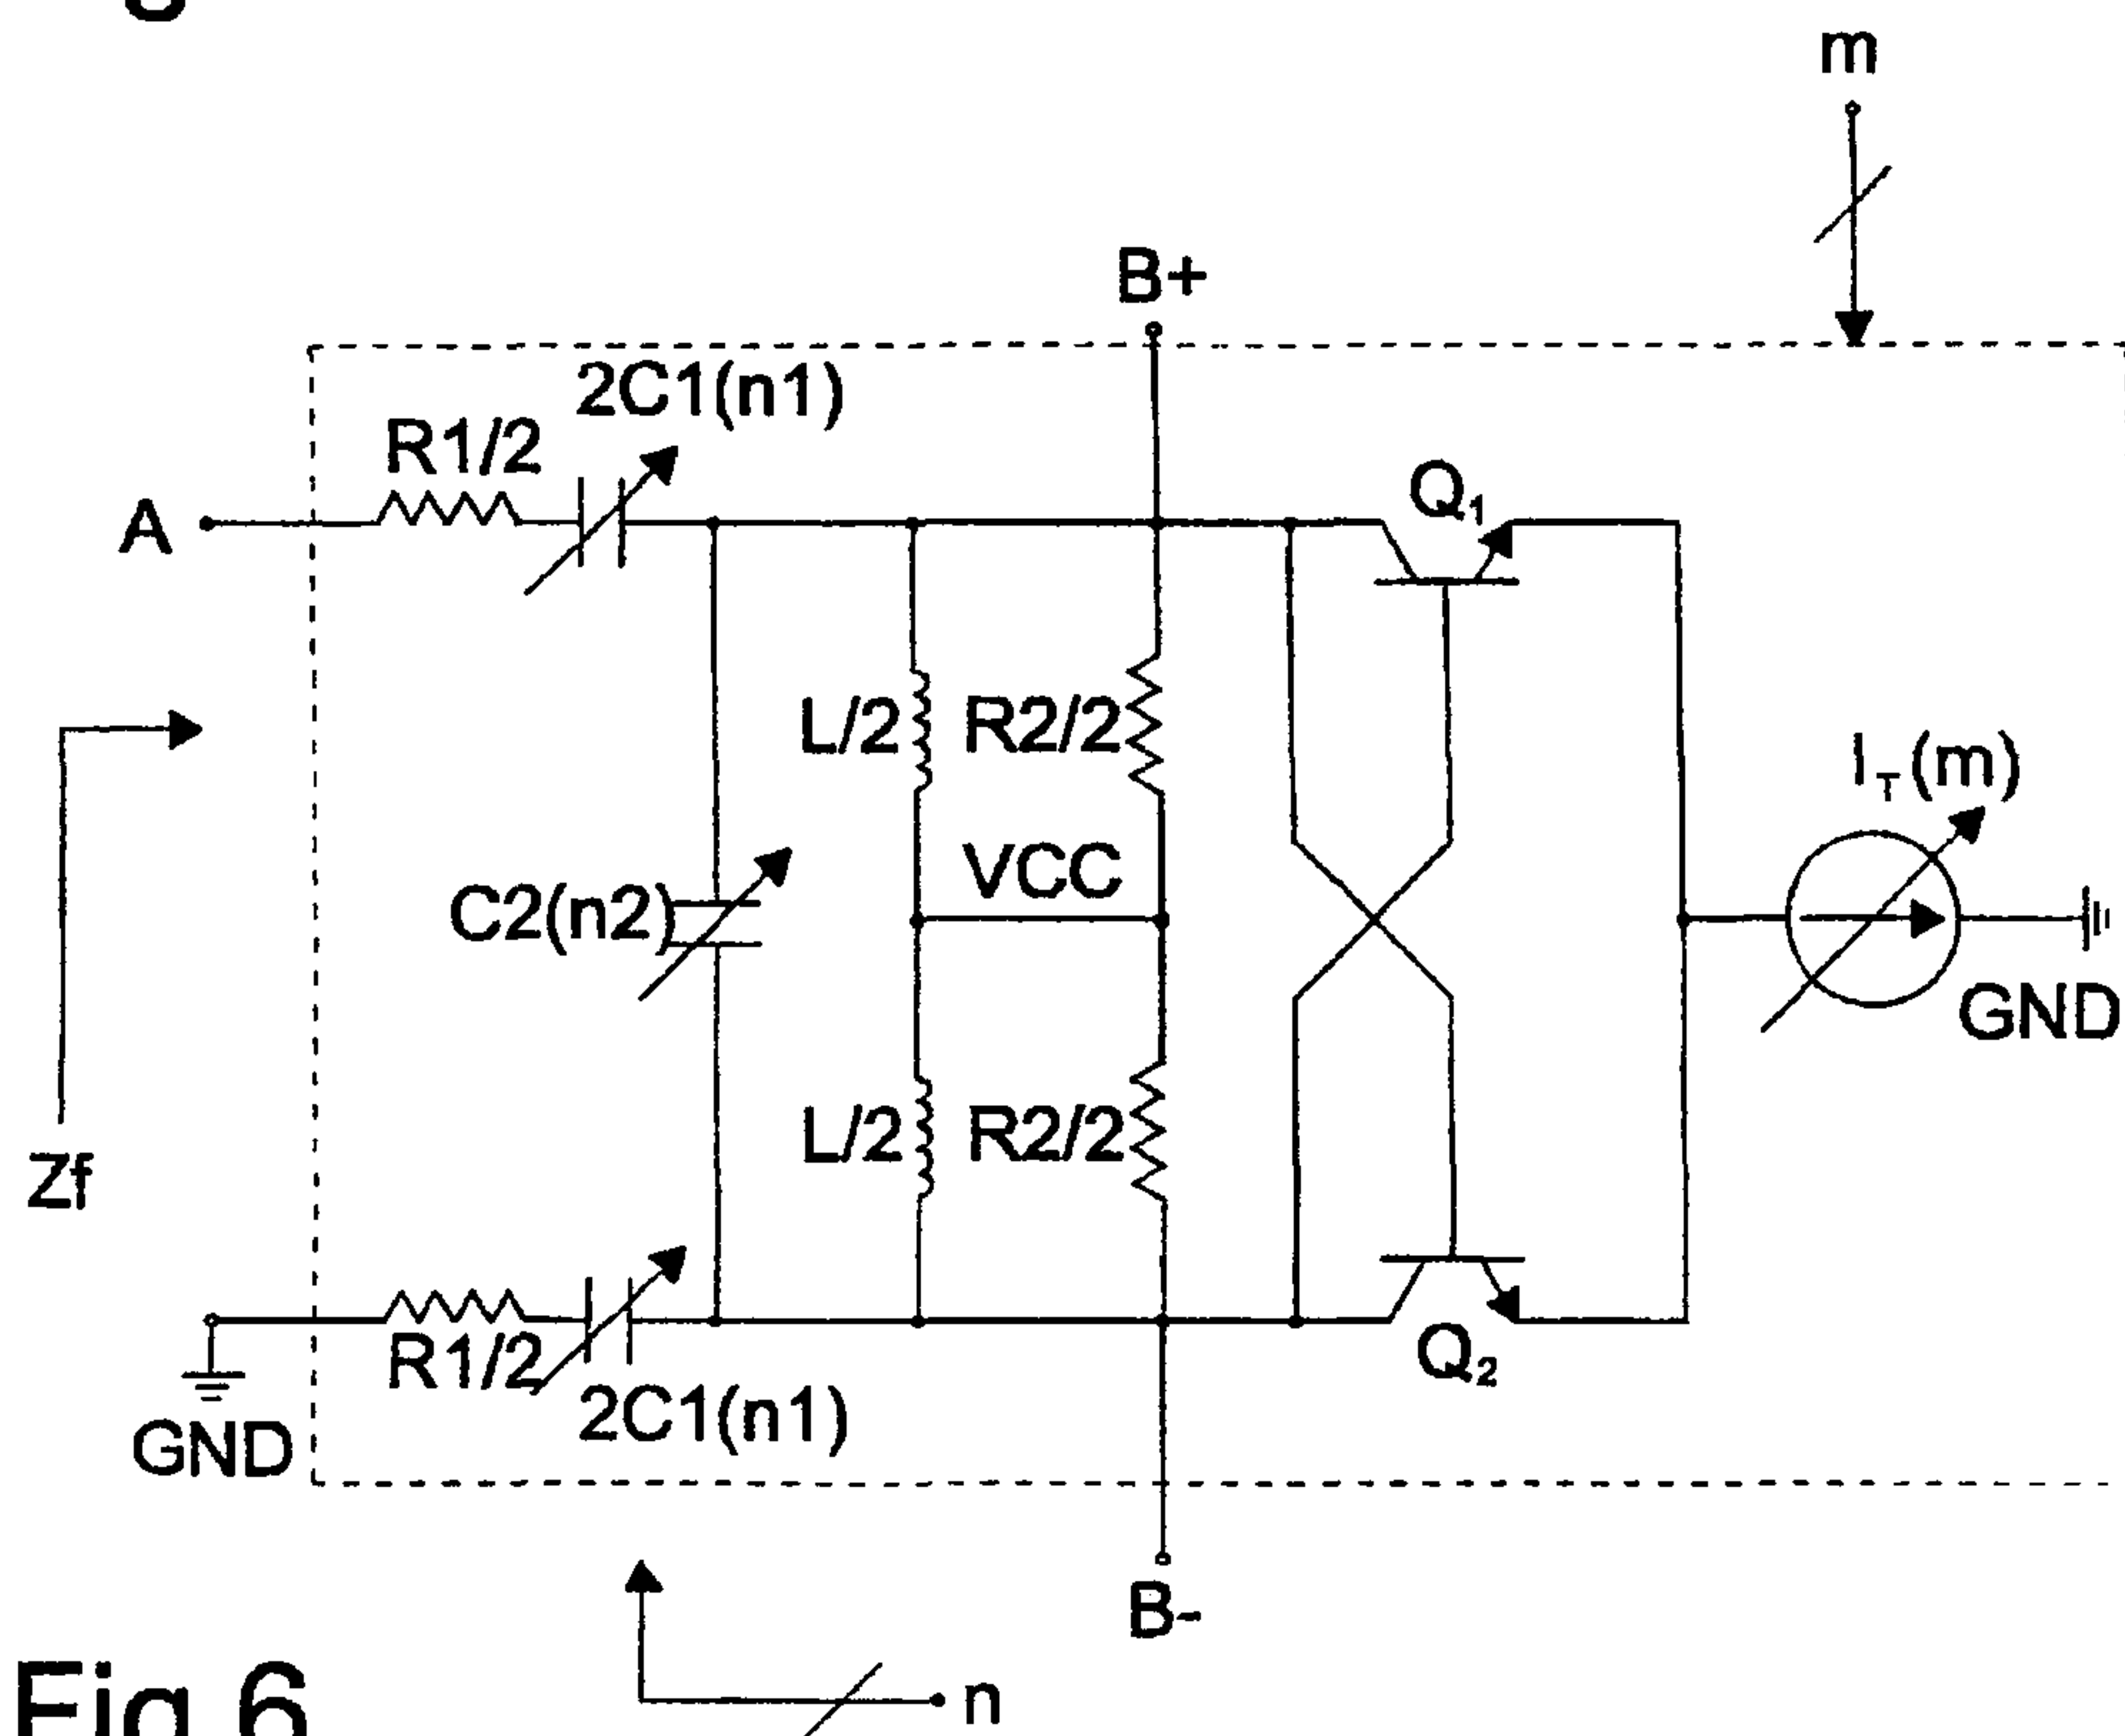 m
B+
2C1(n1)
R1/2
Q1
A
L/2
R2/2
IT(m)
VCC
C2(n2)
GND
L/2
R2/2
Zf
R1/2
Q2
2C1(n1)
GND
B-
n
Fig 6